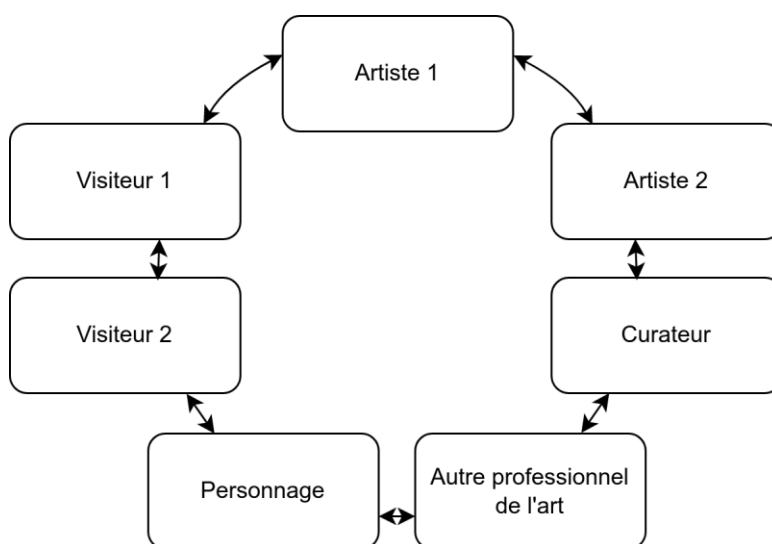 Artiste 1
Visiteur 1
Artiste 2
Visiteur 2
Curateur
Personnage
Autre professionnel
de l'art